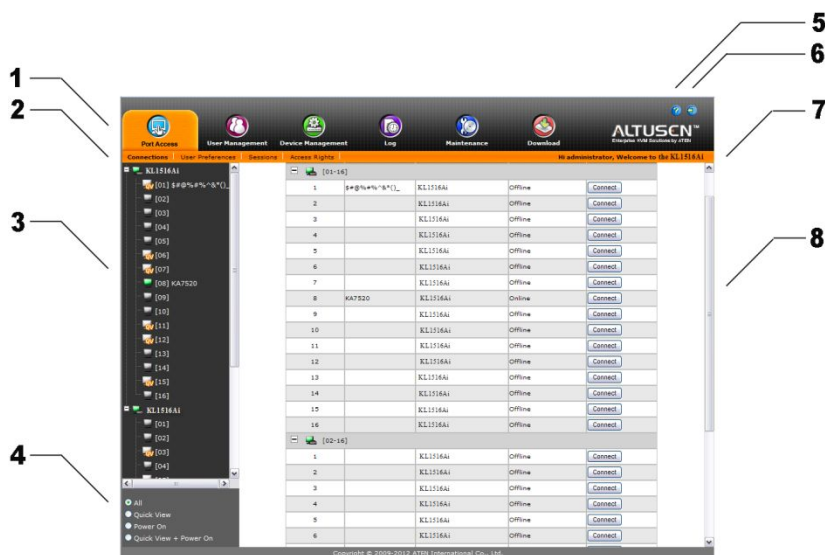 5
6
1
2
7
3
8
4
Port Access User Management Device Management Log Maintenance Download
ALTUSEN™
Enterprise KVM Solutions by ATEN
Connections User Preferences Sessions Access Rights Hi administrator, Welcome to the KL1516Ai
KL1516Ai
[01] $#@%#%^&*()_
[02]
[03]
[04]
[05]
[06]
[07]
[08] KA7520
[09]
[10]
[11]
[12]
[13]
[14]
[15]
[16]
KL1516Ai
[01]
[02]
[03]
[04]
All
Quick View
Power On
Quick View + Power On
[01-16]
1 $#@%#%^&*()_ KL1516Ai Offline Connect
2 KL1516Ai Offline Connect
3 KL1516Ai Offline Connect
4 KL1516Ai Offline Connect
5 KL1516Ai Offline Connect
6 KL1516Ai Offline Connect
7 KL1516Ai Offline Connect
8 KA7520 KL1516Ai Online Connect
9 KL1516Ai Offline Connect
10 KL1516Ai Offline Connect
11 KL1516Ai Offline Connect
12 KL1516Ai Offline Connect
13 KL1516Ai Offline Connect
14 KL1516Ai Offline Connect
15 KL1516Ai Offline Connect
16 KL1516Ai Offline Connect
[02-16]
1 KL1516Ai Offline Connect
2 KL1516Ai Offline Connect
3 KL1516Ai Offline Connect
4 KL1516Ai Offline Connect
5 KL1516Ai Offline Connect
6 KL1516Ai Offline Connect
Copyright © 2009-2012 ATEN International Co., Ltd.